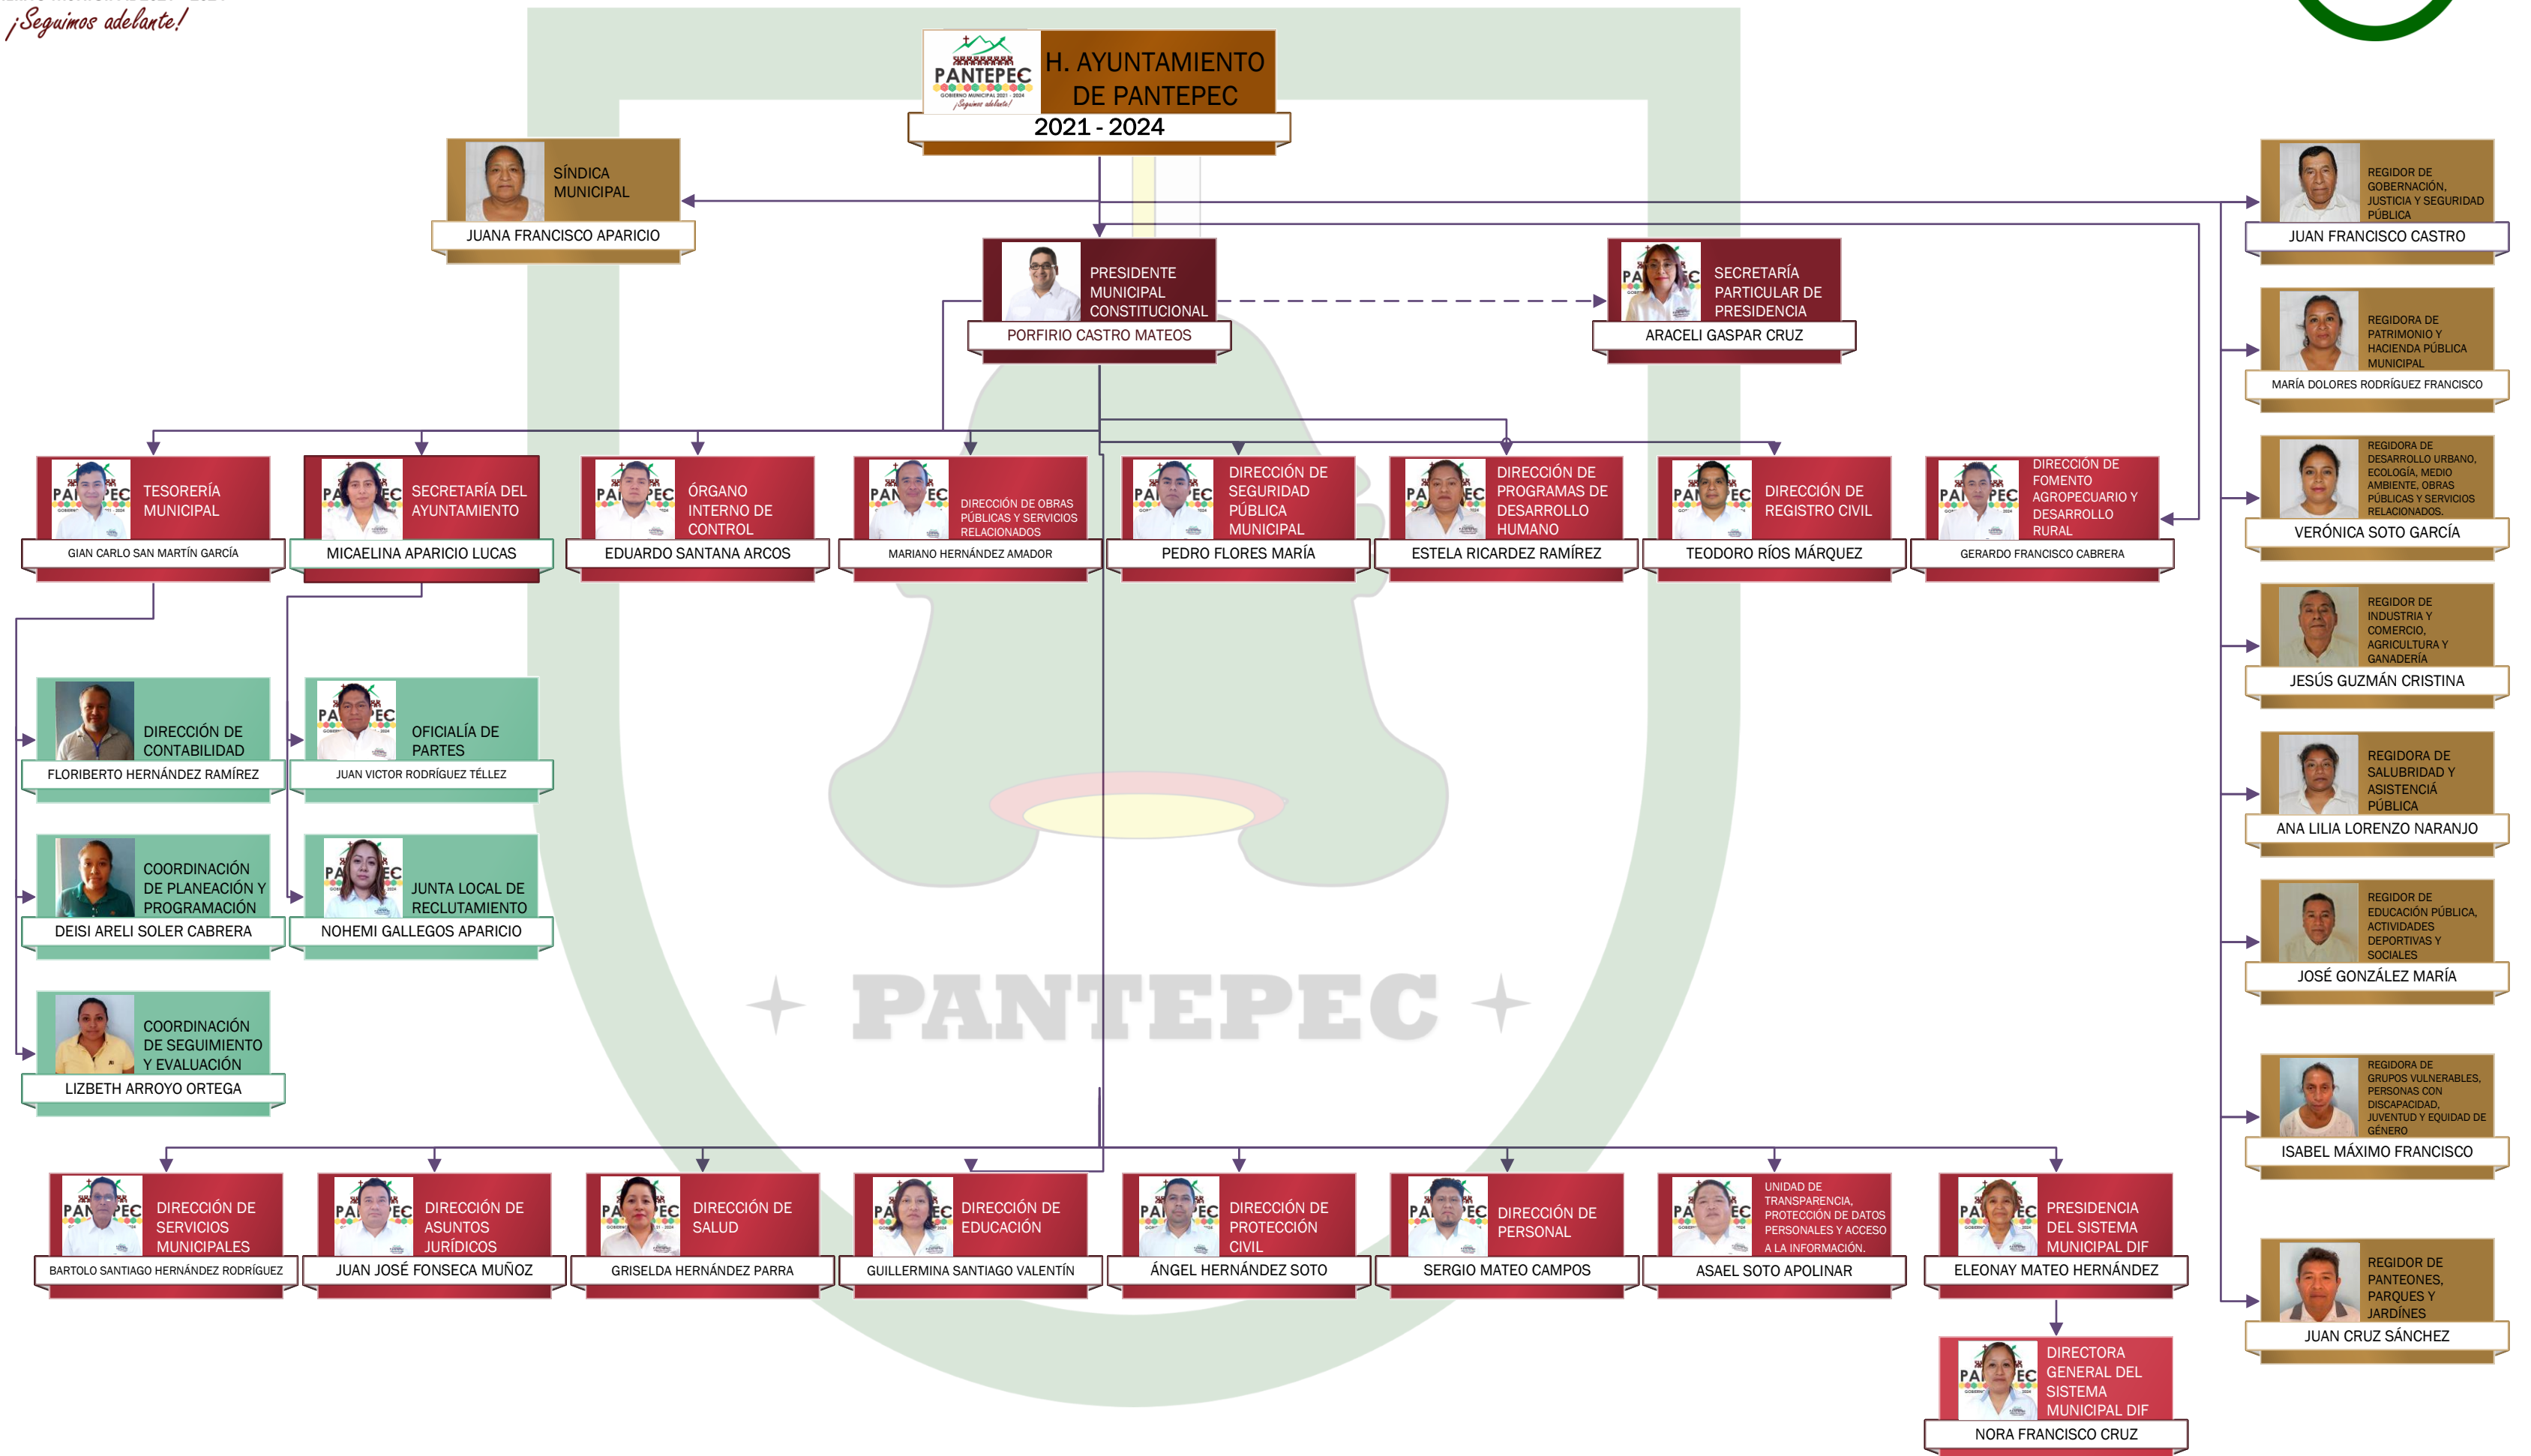 ¡Seguimos adelante!
PANTEPEC
GOBIERNO MUNICIPAL 2021 - 2024
¡Seguimos adelante!
H. AYUNTAMIENTO
DE PANTEPEC
2021 - 2024
SÍNDICA
MUNICIPAL
JUANA FRANCISCO APARICIO
PRESIDENTE
MUNICIPAL
CONSTITUCIONAL
PORFIRIO CASTRO MATEOS
SECRETARÍA
PARTICULAR DE
PRESIDENCIA
ARACELI GASPAR CRUZ
TESORERÍA
MUNICIPAL
GIAN CARLO SAN MARTÍN GARCÍA
SECRETARÍA DEL
AYUNTAMIENTO
MICAELINA APARICIO LUCAS
ÓRGANO
INTERNO DE
CONTROL
EDUARDO SANTANA ARCOS
DIRECCIÓN DE OBRAS
PÚBLICAS Y SERVICIOS
RELACIONADOS
MARIANO HERNÁNDEZ AMADOR
DIRECCIÓN DE
SEGURIDAD
PÚBLICA
MUNICIPAL
PEDRO FLORES MARÍA
DIRECCIÓN DE
PROGRAMAS DE
DESARROLLO
HUMANO
ESTELA RICARDEZ RAMÍREZ
DIRECCIÓN DE
REGISTRO CIVIL
TEODORO RÍOS MÁRQUEZ
DIRECCIÓN DE
FOMENTO
AGROPECUARIO Y
DESARROLLO
RURAL
GERARDO FRANCISCO CABRERA
DIRECCIÓN DE
CONTABILIDAD
FLORIBERTO HERNÁNDEZ RAMÍREZ
OFICIALÍA DE
PARTES
JUAN VICTOR RODRÍGUEZ TÉLLEZ
COORDINACIÓN
DE PLANEACIÓN Y
PROGRAMACIÓN
DEISI ARELI SOLER CABRERA
JUNTA LOCAL DE
RECLUTAMIENTO
NOHEMI GALLEGOS APARICIO
COORDINACIÓN
DE SEGUIMIENTO
Y EVALUACIÓN
LIZBETH ARROYO ORTEGA
PANTEPEC
DIRECCIÓN DE
SERVICIOS
MUNICIPALES
BARTOLO SANTIAGO HERNÁNDEZ RODRÍGUEZ
DIRECCIÓN DE
ASUNTOS
JURÍDICOS
JUAN JOSÉ FONSECA MUÑOZ
DIRECCIÓN DE
SALUD
GRISELDA HERNÁNDEZ PARRA
DIRECCIÓN DE
EDUCACIÓN
GUILLERMINA SANTIAGO VALENTÍN
DIRECCIÓN DE
PROTECCIÓN
CIVIL
ÁNGEL HERNÁNDEZ SOTO
DIRECCIÓN DE
PERSONAL
SERGIO MATEO CAMPOS
UNIDAD DE
TRANSPARENCIA,
PROTECCIÓN DE DATOS
PERSONALES Y ACCESO
A LA INFORMACIÓN.
ASAEL SOTO APOLINAR
PRESIDENCIA
DEL SISTEMA
MUNICIPAL DIF
ELEONAY MATEO HERNÁNDEZ
DIRECTORA
GENERAL DEL
SISTEMA
MUNICIPAL DIF
NORA FRANCISCO CRUZ
REGIDOR DE
GOBERNACIÓN,
JUSTICIA Y SEGURIDAD
PÚBLICA
JUAN FRANCISCO CASTRO
REGIDORA DE
PATRIMONIO Y
HACIENDA PÚBLICA
MUNICIPAL
MARÍA DOLORES RODRÍGUEZ FRANCISCO
REGIDORA DE
DESARROLLO URBANO,
ECOLOGÍA, MEDIO
AMBIENTE, OBRAS
PÚBLICAS Y SERVICIOS
RELACIONADOS.
VERÓNICA SOTO GARCÍA
REGIDOR DE
INDUSTRIA Y
COMERCIO,
AGRICULTURA Y
GANADERÍA
JESÚS GUZMÁN CRISTINA
REGIDORA DE
SALUBRIDAD Y
ASISTENCIÁ
PÚBLICA
ANA LILIA LORENZO NARANJO
REGIDOR DE
EDUCACIÓN PÚBLICA,
ACTIVIDADES
DEPORTIVAS Y
SOCIALES
JOSÉ GONZÁLEZ MARÍA
REGIDORA DE
GRUPOS VULNERABLES,
PERSONAS CON
DISCAPACIDAD,
JUVENTUD Y EQUIDAD DE
GÉNERO
ISABEL MÁXIMO FRANCISCO
REGIDOR DE
PANTEONES,
PARQUES Y
JARDÍNES
JUAN CRUZ SÁNCHEZ